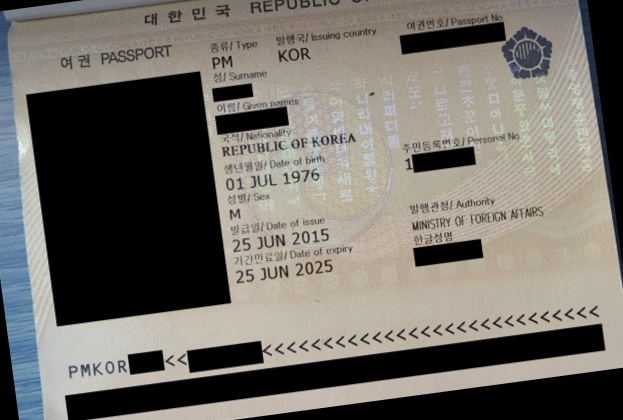 대한민국 REPUBLIC O
여권 PASSPORT
종류/ Type 발행국/ Issuing country 여권번호/ Passport No
PM KOR
성/ Surname
이름/ Given names
국적/ Nationality
REPUBLIC OF KOREA
생년월일/ Date of birth 주민등록번호/ Personal No
01 JUL 1976 1
성별/ Sex
M
발급일/ Date of issue 발행관청/ Authority
25 JUN 2015 MINISTRY OF FOREIGN AFFAIRS
기간만료일/ Date of expiry 한글성명
25 JUN 2025
PMKOR <<